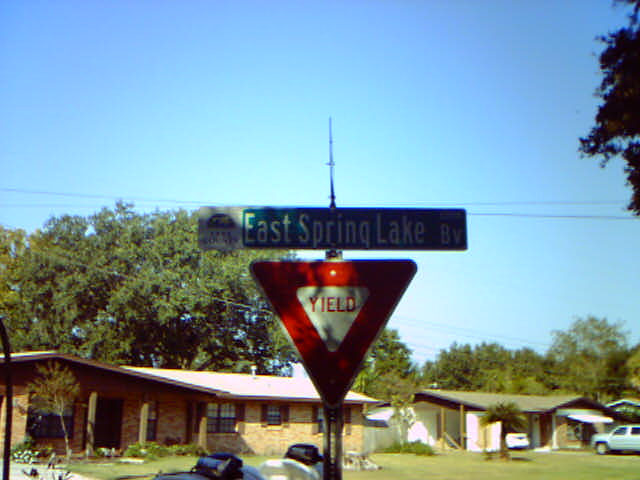 East Spring Lake Bv
YIELD